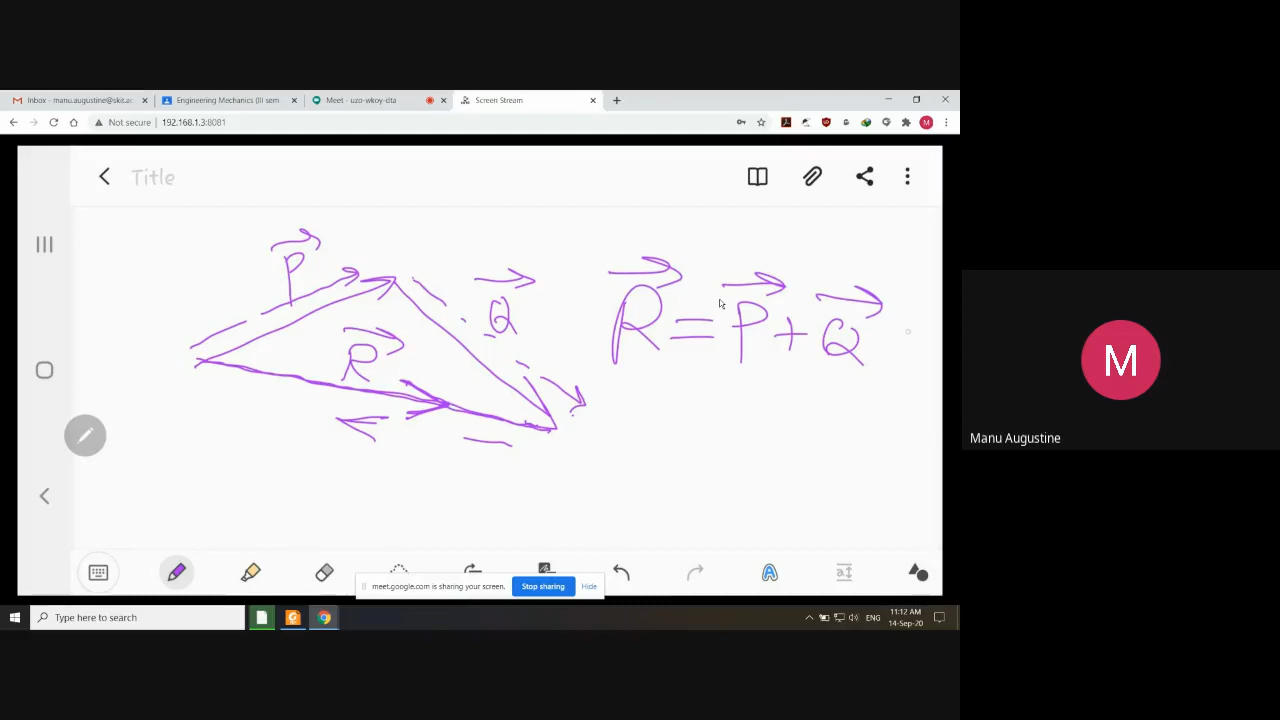 Inbox - manu.augustine@skit.ac
Engineering Mechanics (III sem
Meet - uzo-wkoy-dta
Screen Stream
Not secure | 192.168.1.3:8081
Title
P
Q
R
R = P + Q
M
Manu Augustine
meet.google.com is sharing your screen.
Stop sharing
Hide
Type here to search
ENG
11:12 AM
14-Sep-20